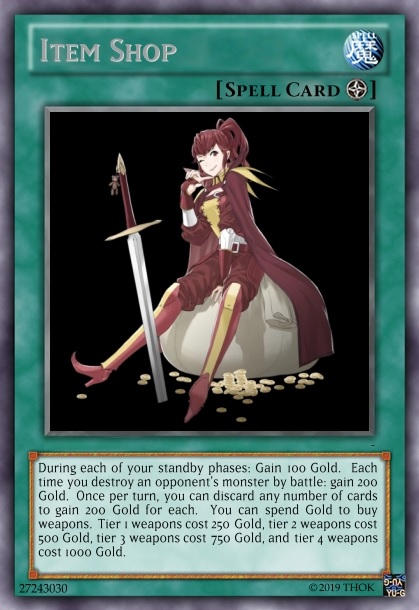 ITEM SHOP
魔
[SPELL CARD ]
During each of your standby phases: Gain 100 Gold. Each
time you destroy an opponent's monster by battle: gain 200
Gold. Once per turn, you can discard any number of cards
to gain 200 Gold for each. You can spend Gold to buy
weapons. Tier 1 weapons cost 250 Gold, tier 2 weapons cost
500 Gold, tier 3 weapons cost 750 Gold, and tier 4 weapons
cost 1000 Gold.
27243030
©2019 THOK